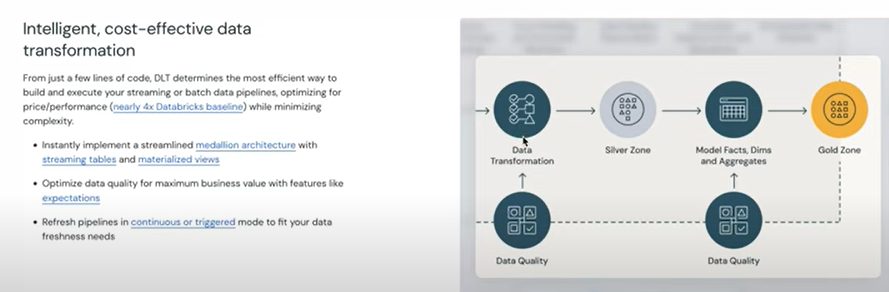 Intelligent, cost-effective data
transformation
From just a few lines of code, DLT determines the most efficient way to
build and execute your streaming or batch data pipelines, optimizing for
price/performance (nearly 4x Databricks baseline) while minimizing
complexity.
• Instantly implement a streamlined medallion architecture with
streaming tables and materialized views
• Optimize data quality for maximum business value with features like
expectations
• Refresh pipelines in continuous or triggered mode to fit your data
freshness needs
Data
Transformation
Silver Zone
Model Facts, Dims
and Aggregates
Gold Zone
Data Quality
Data Quality